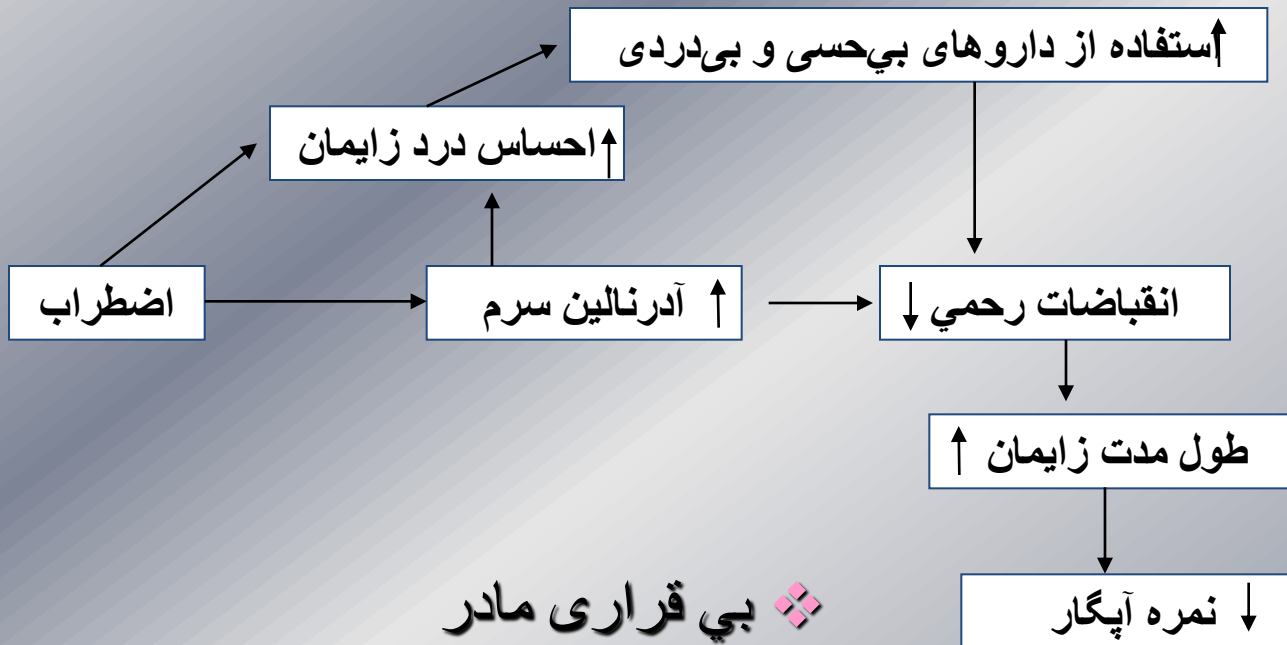 ↑استفاده از داروهای بي‌حسی و بی‌دردی
↑احساس درد زایمان
اضطراب
↑ آدرنالین سرم
انقباضات رحمي ↓
طول مدت زایمان ↑
↓ نمره آپگار
❖ بي قراری مادر